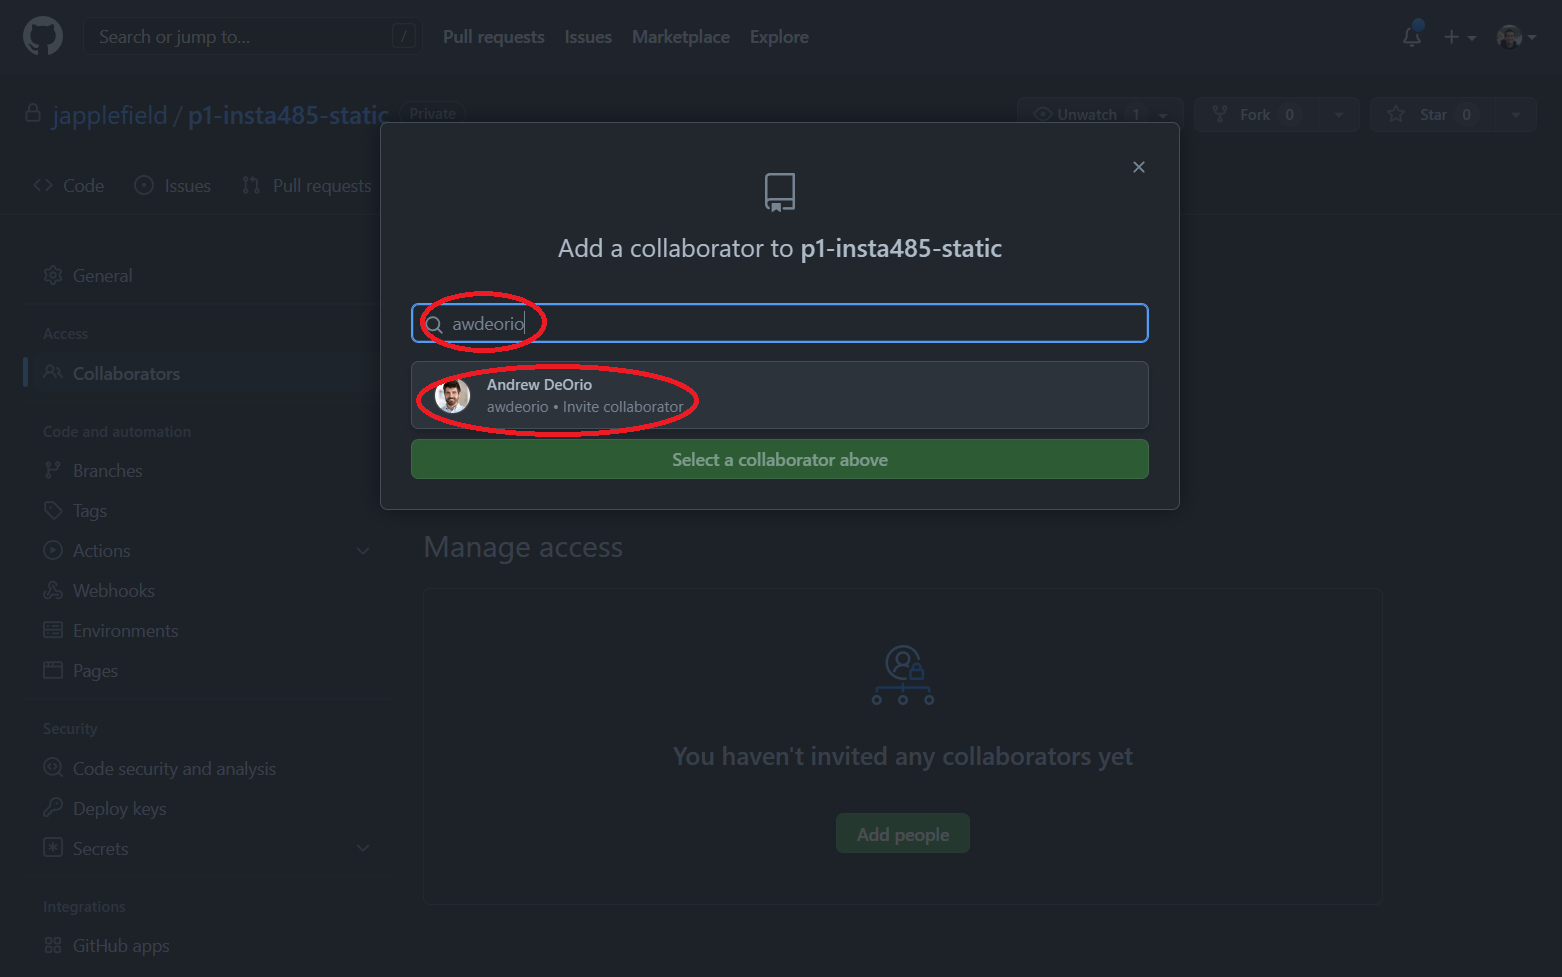 Search or jump to... /
Pull requests Issues Marketplace Explore
japplefield / p1-insta485-static Private
Unwatch 1 Fork 0 Star 0
Code Issues Pull requests
Add a collaborator to p1-insta485-static
awdeorio
Andrew DeOrio
awdeorio • Invite collaborator
Select a collaborator above
General
Access
Collaborators
Code and automation
Branches
Tags
Actions
Webhooks
Environments
Pages
Security
Code security and analysis
Deploy keys
Secrets
Integrations
GitHub apps
Manage access
You haven't invited any collaborators yet
Add people